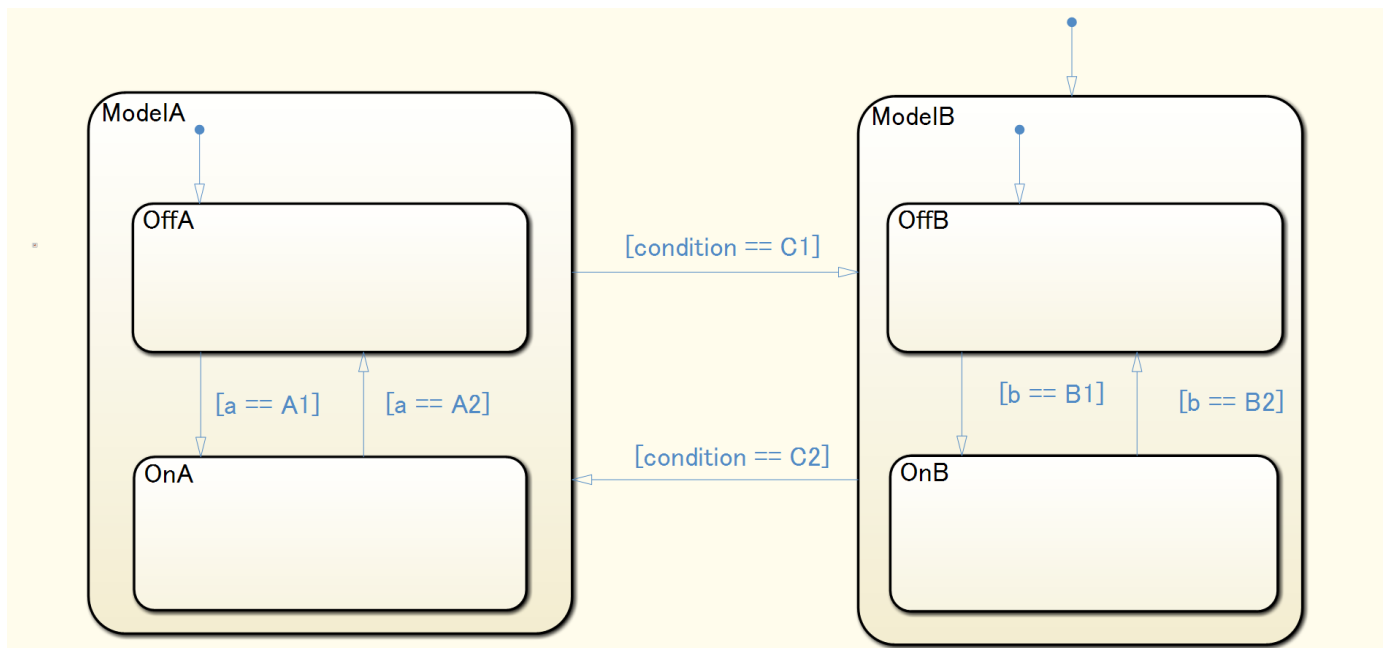 ModelA
ModelB
OffA
OffB
[condition == C1]
[a == A1]
[a == A2]
[b == B1]
[b == B2]
[condition == C2]
OnA
OnB